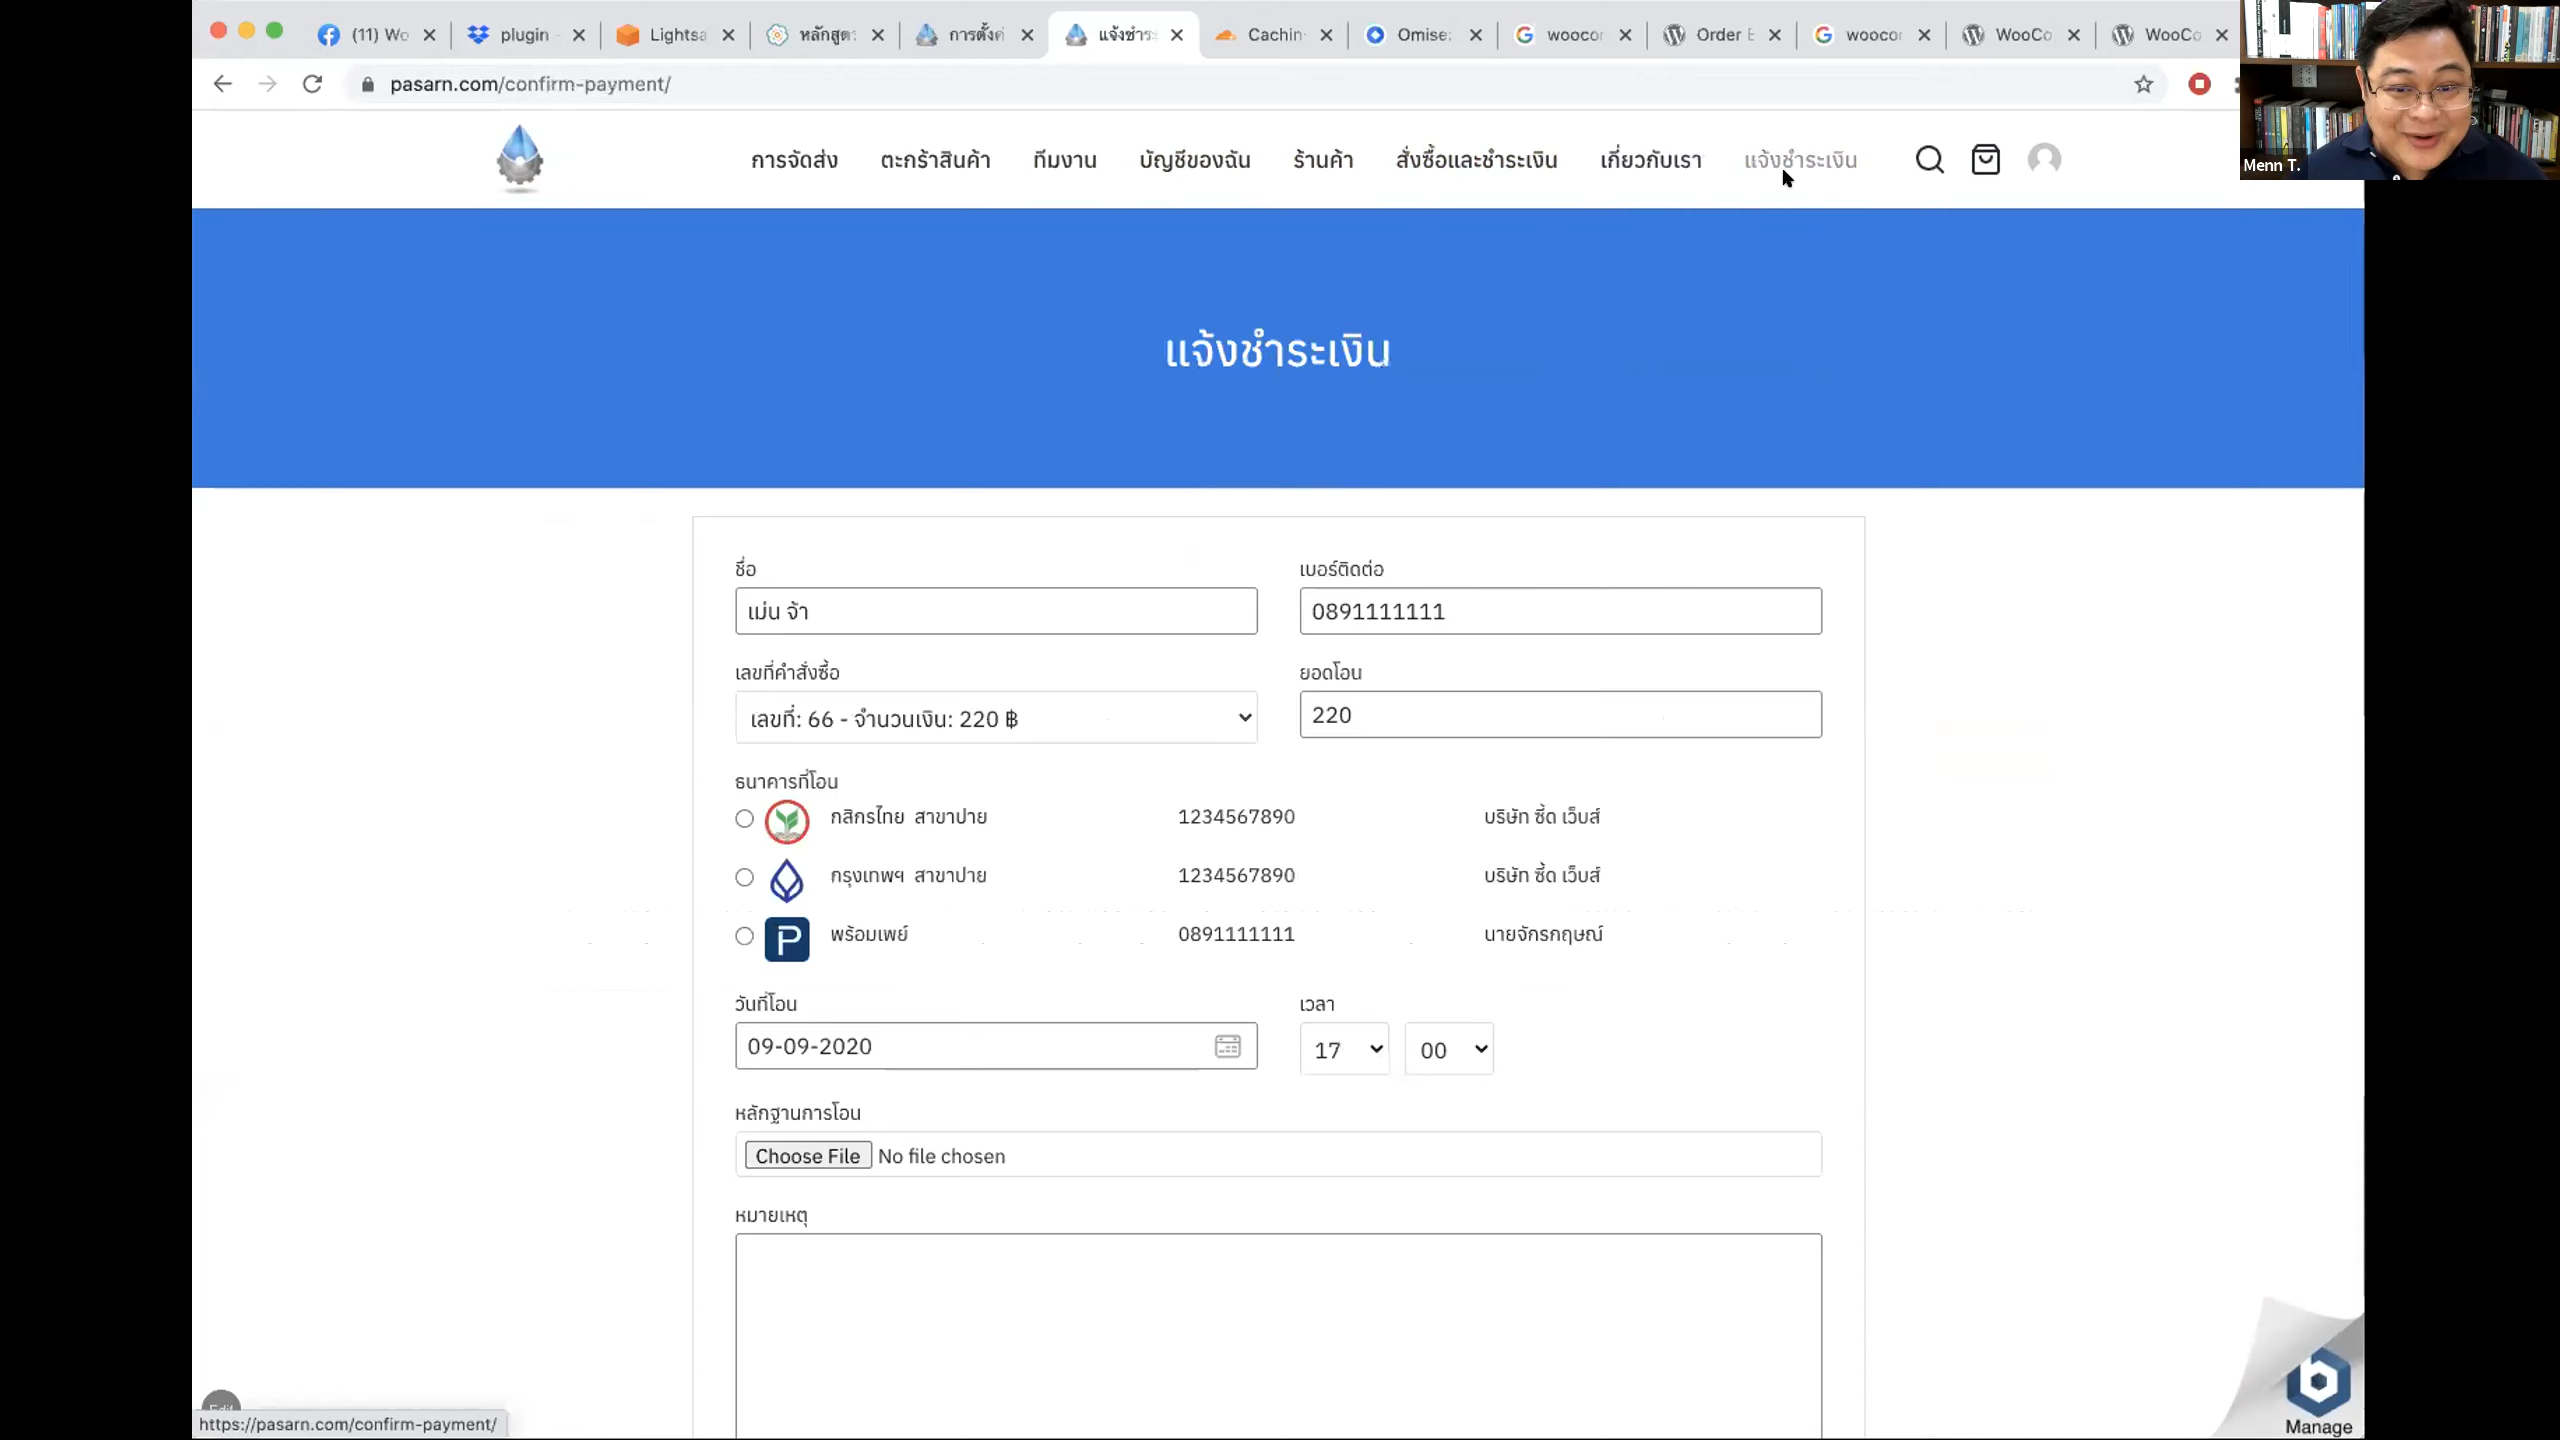 (11) Wo
plugin -
Lightsa
หลักสูตร
การตั้งค่
แจ้งชำระ
Cachin
Omise:
woocor
Order E
woocor
WooCo
WooCo
pasarn.com/confirm-payment/
Menn T.
การจัดส่ง ตะกร้าสินค้า ทีมงาน บัญชีของฉัน ร้านค้า สั่งซื้อและชำระเงิน เกี่ยวกับเรา แจ้งชำระเงิน
แจ้งชำระเงิน
ชื่อ เบอร์ติดต่อ
เม่น จ้า 0891111111
เลขที่คำสั่งซื้อ ยอดโอน
เลขที่: 66 - จำนวนเงิน: 220 ฿ 220
ธนาคารที่โอน
กสิกรไทย สาขาปาย 1234567890 บริษัท ซี้ด เว็บส์
กรุงเทพฯ สาขาปาย 1234567890 บริษัท ซี้ด เว็บส์
พร้อมเพย์ 0891111111 นายจักรกฤษณ์
วันที่โอน เวลา
09-09-2020 17 00
หลักฐานการโอน
Choose File No file chosen
หมายเหตุ
Edit
https://pasarn.com/confirm-payment/
Manage